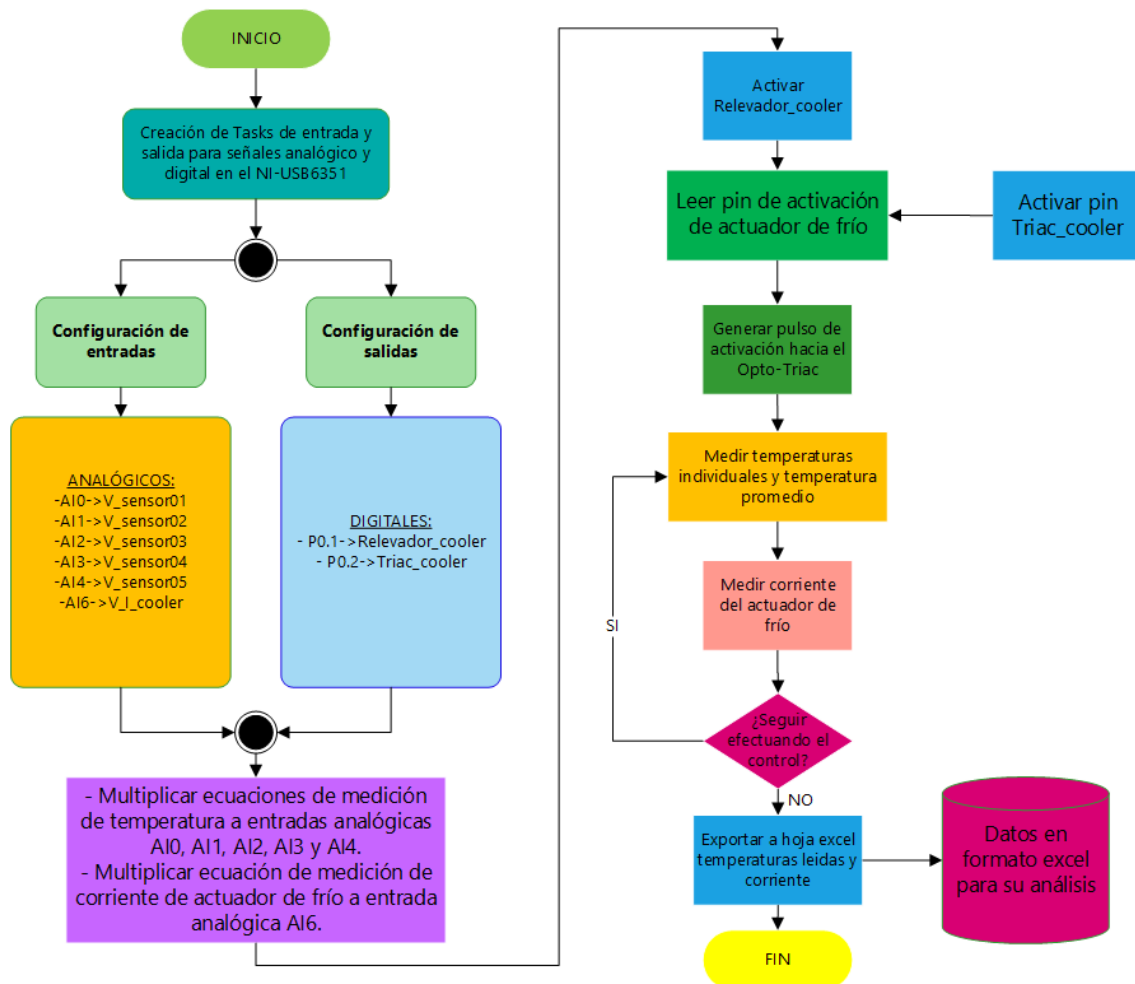 INICIO
Creación de Tasks de entrada y
salida para señales analógico y
digital en el NI-USB6351
Configuración de
entradas
Configuración de
salidas
ANALÓGICOS:
-AI0->V_sensor01
-AI1->V_sensor02
-AI2->V_sensor03
-AI3->V_sensor04
-AI4->V_sensor05
-AI6->V_I_cooler
DIGITALES:
- P0.1->Relevador_cooler
- P0.2->Triac_cooler
- Multiplicar ecuaciones de medición
de temperatura a entradas analógicas
AI0, AI1, AI2, AI3 y AI4.
- Multiplicar ecuación de medición de
corriente de actuador de frío a entrada
analógica AI6.
Activar
Relevador_cooler
Leer pin de activación
de actuador de frío
Activar pin
Triac_cooler
Generar pulso de
activación hacia el
Opto-Triac
Medir temperaturas
individuales y temperatura
promedio
Medir corriente
del actuador de
frío
SI
¿Seguir
efectuando el
control?
NO
Exportar a hoja excel
temperaturas leidas y
corriente
Datos en
formato excel
para su análisis
FIN